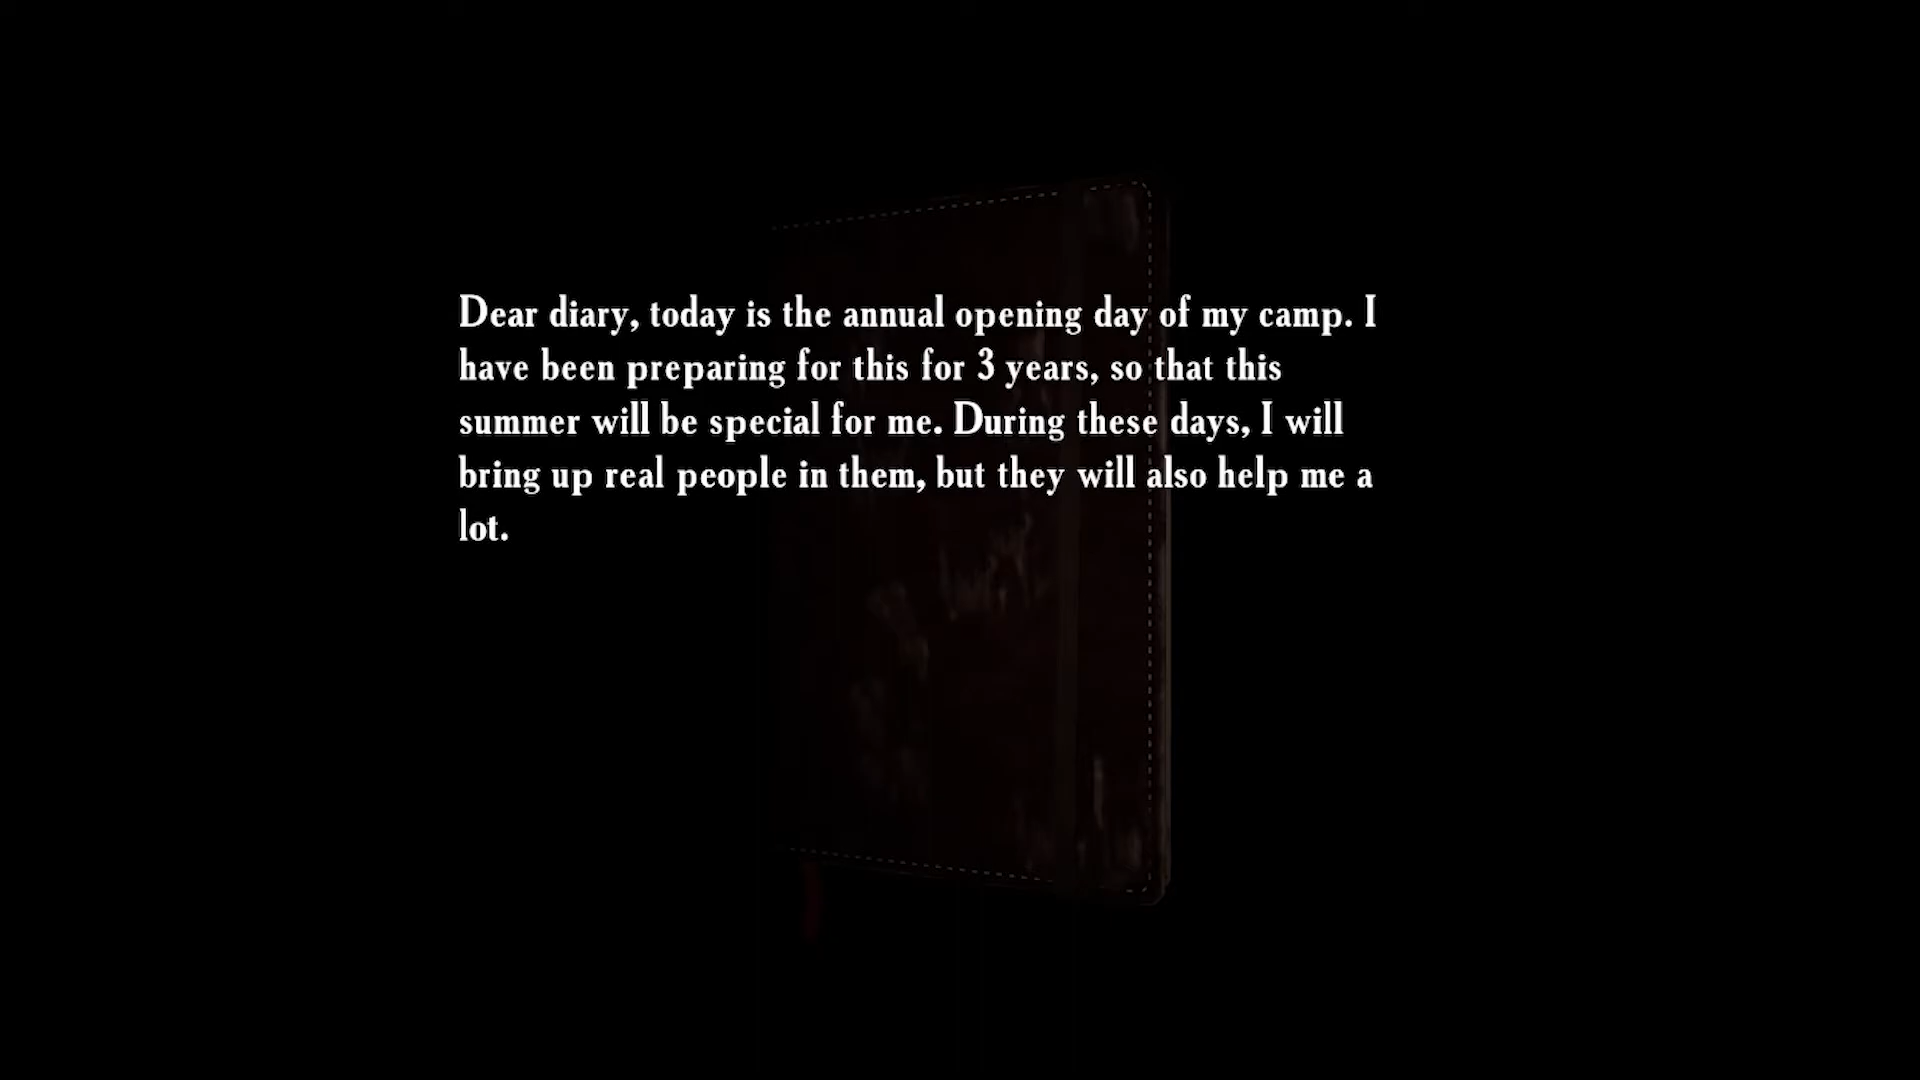 Dear diary, today is the annual opening day of my camp. I
have been preparing for this for 3 years, so that this
summer will be special for me. During these days, I will
bring up real people in them, but they will also help me a
lot.